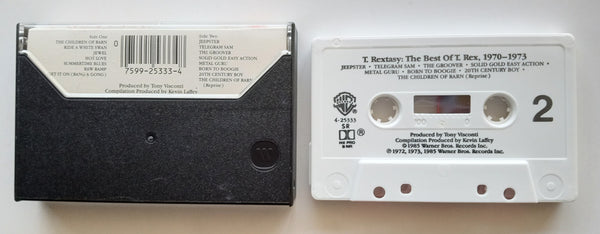 Side One
THE CHILDREN OF RARN
RIDE A WHITE SWAN
JEWEL
HOT LOVE
SUMMERTIME BLUES
RAW RAMP
GET IT ON (BANG A GONG)
Side Two
JEEPSTER
TELEGRAM SAM
THE GROOVER
SOLID GOLD EASY ACTION
METAL GURU
BORN TO BOOGIE
20TH CENTURY BOY
THE CHILDREN OF RARN
(Reprise)
0
7599-25333-4
Produced by Tony Visconti
Compilation Produced by Kevin Laffey
T. Rextasy: The Best Of T. Rex, 1970–1973
JEEPSTER · TELEGRAM SAM · THE GROOVER · SOLID GOLD EASY ACTION ·
METAL GURU · BORN TO BOOGIE · 20TH CENTURY BOY ·
THE CHILDREN OF RARN (Reprise)
4-25333
SR
HX PRO
B NR
2
Produced by Tony Visconti
Compilation Produced by Kevin Laffey
© 1985 Warner Bros. Records Inc.
℗ 1972, 1973, 1985 Warner Bros. Records Inc.